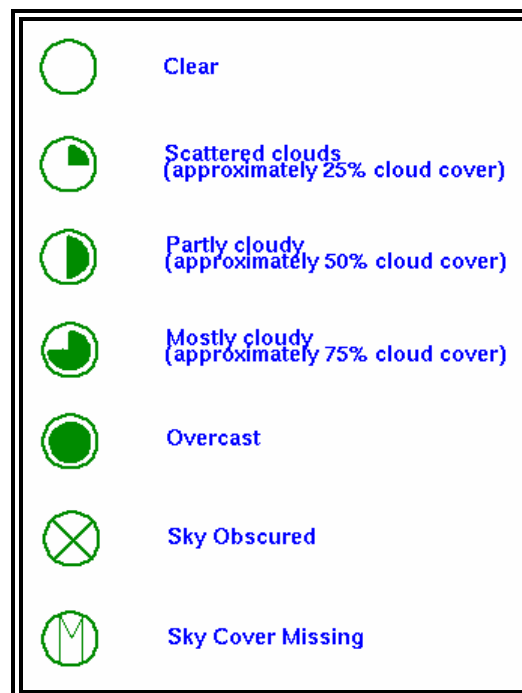 Clear
Scattered clouds
(approximately 25% cloud cover)
Partly cloudy
(approximately 50% cloud cover)
Mostly cloudy
(approximately 75% cloud cover)
Overcast
Sky Obscured
M
Sky Cover Missing